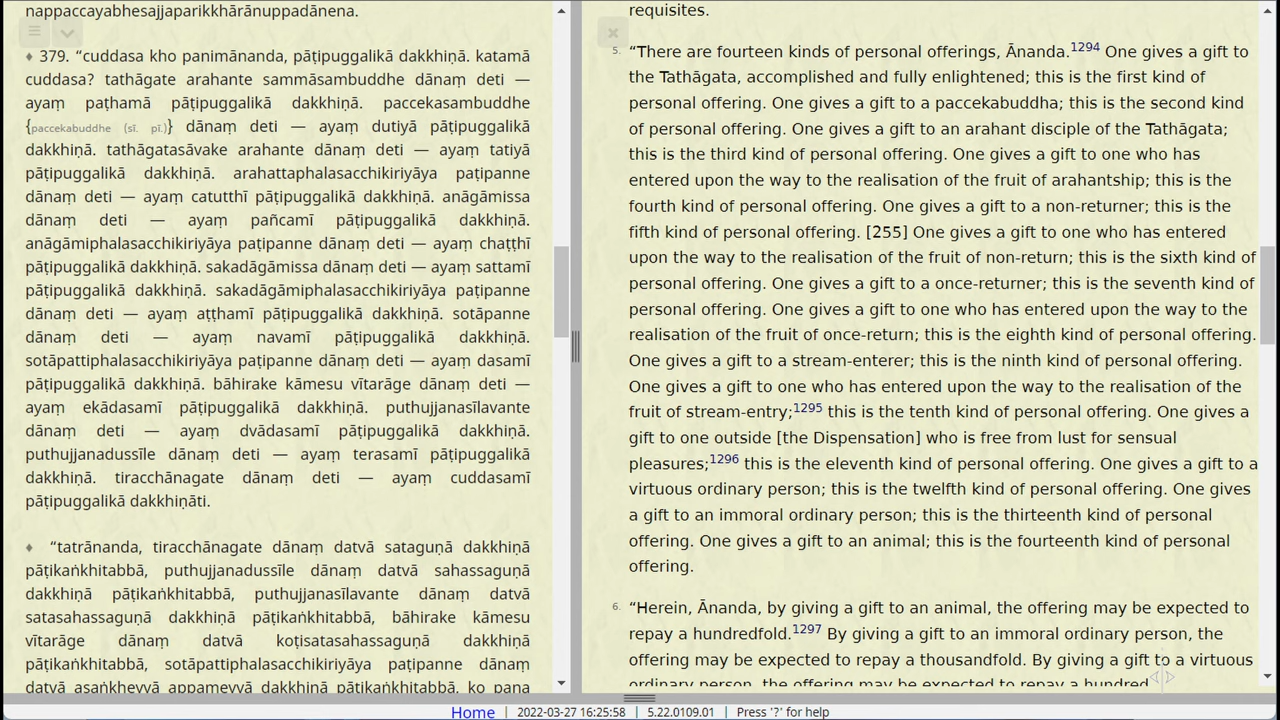 nappaccayabhesajjaparikkhārānuppadānena.
♦ 379. “cuddasa kho panimānanda, pāṭipuggalikā dakkhiṇā. katamā
cuddasa? tathāgate arahante sammāsambuddhe dānaṃ deti —
ayaṃ paṭhamā pāṭipuggalikā dakkhiṇā. paccekasambuddhe
{paccekabuddhe (sī. pī.)} dānaṃ deti — ayaṃ dutiyā pāṭipuggalikā
dakkhiṇā. tathāgatasāvake arahante dānaṃ deti — ayaṃ tatiyā
pāṭipuggalikā dakkhiṇā. arahattaphalasacchikiriyāya paṭipanne
dānaṃ deti — ayaṃ catutthī pāṭipuggalikā dakkhiṇā. anāgāmissa
dānaṃ deti — ayaṃ pañcamī pāṭipuggalikā dakkhiṇā.
anāgāmiphalasacchikiriyāya paṭipanne dānaṃ deti — ayaṃ chaṭṭhī
pāṭipuggalikā dakkhiṇā. sakadāgāmissa dānaṃ deti — ayaṃ sattamī
pāṭipuggalikā dakkhiṇā. sakadāgāmiphalasacchikiriyāya paṭipanne
dānaṃ deti — ayaṃ aṭṭhamī pāṭipuggalikā dakkhiṇā. sotāpanne
dānaṃ deti — ayaṃ navamī pāṭipuggalikā dakkhiṇā.
sotāpattiphalasacchikiriyāya paṭipanne dānaṃ deti — ayaṃ dasamī
pāṭipuggalikā dakkhiṇā. bāhirake kāmesu vītarāge dānaṃ deti —
ayaṃ ekādasamī pāṭipuggalikā dakkhiṇā. puthujjanasīlavante
dānaṃ deti — ayaṃ dvādasamī pāṭipuggalikā dakkhiṇā.
puthujjanadussīle dānaṃ deti — ayaṃ terasamī pāṭipuggalikā
dakkhiṇā. tiracchānagate dānaṃ deti — ayaṃ cuddasamī
pāṭipuggalikā dakkhiṇāti.
♦ “tatrānanda, tiracchānagate dānaṃ datvā sataguṇā dakkhiṇā
pāṭikaṅkhitabbā, puthujjanadussīle dānaṃ datvā sahassaguṇā
dakkhiṇā pāṭikaṅkhitabbā, puthujjanasīlavante dānaṃ datvā
satasahassaguṇā dakkhiṇā pāṭikaṅkhitabbā, bāhirake kāmesu
vītarāge dānaṃ datvā koṭisatasahassaguṇā dakkhiṇā
pāṭikaṅkhitabbā, sotāpattiphalasacchikiriyāya paṭipanne dānaṃ
datvā asaṅkheyyā appameyyā dakkhiṇā pāṭikaṅkhitabbā, ko pana
requisites.
5. “There are fourteen kinds of personal offerings, Ānanda.1294 One gives a gift to
the Tathāgata, accomplished and fully enlightened; this is the first kind of
personal offering. One gives a gift to a paccekabuddha; this is the second kind
of personal offering. One gives a gift to an arahant disciple of the Tathāgata;
this is the third kind of personal offering. One gives a gift to one who has
entered upon the way to the realisation of the fruit of arahantship; this is the
fourth kind of personal offering. One gives a gift to a non-returner; this is the
fifth kind of personal offering. [255] One gives a gift to one who has entered
upon the way to the realisation of the fruit of non-return; this is the sixth kind of
personal offering. One gives a gift to a once-returner; this is the seventh kind of
personal offering. One gives a gift to one who has entered upon the way to the
realisation of the fruit of once-return; this is the eighth kind of personal offering.
One gives a gift to a stream-enterer; this is the ninth kind of personal offering.
One gives a gift to one who has entered upon the way to the realisation of the
fruit of stream-entry;1295 this is the tenth kind of personal offering. One gives a
gift to one outside [the Dispensation] who is free from lust for sensual
pleasures;1296 this is the eleventh kind of personal offering. One gives a gift to a
virtuous ordinary person; this is the twelfth kind of personal offering. One gives
a gift to an immoral ordinary person; this is the thirteenth kind of personal
offering. One gives a gift to an animal; this is the fourteenth kind of personal
offering.
6. “Herein, Ānanda, by giving a gift to an animal, the offering may be expected to
repay a hundredfold.1297 By giving a gift to an immoral ordinary person, the
offering may be expected to repay a thousandfold. By giving a gift to a virtuous
ordinary person, the offering may be expected to repay a hundred
Home | 2022-03-27 16:25:58 | 5.22.0109.01 | Press '?' for help